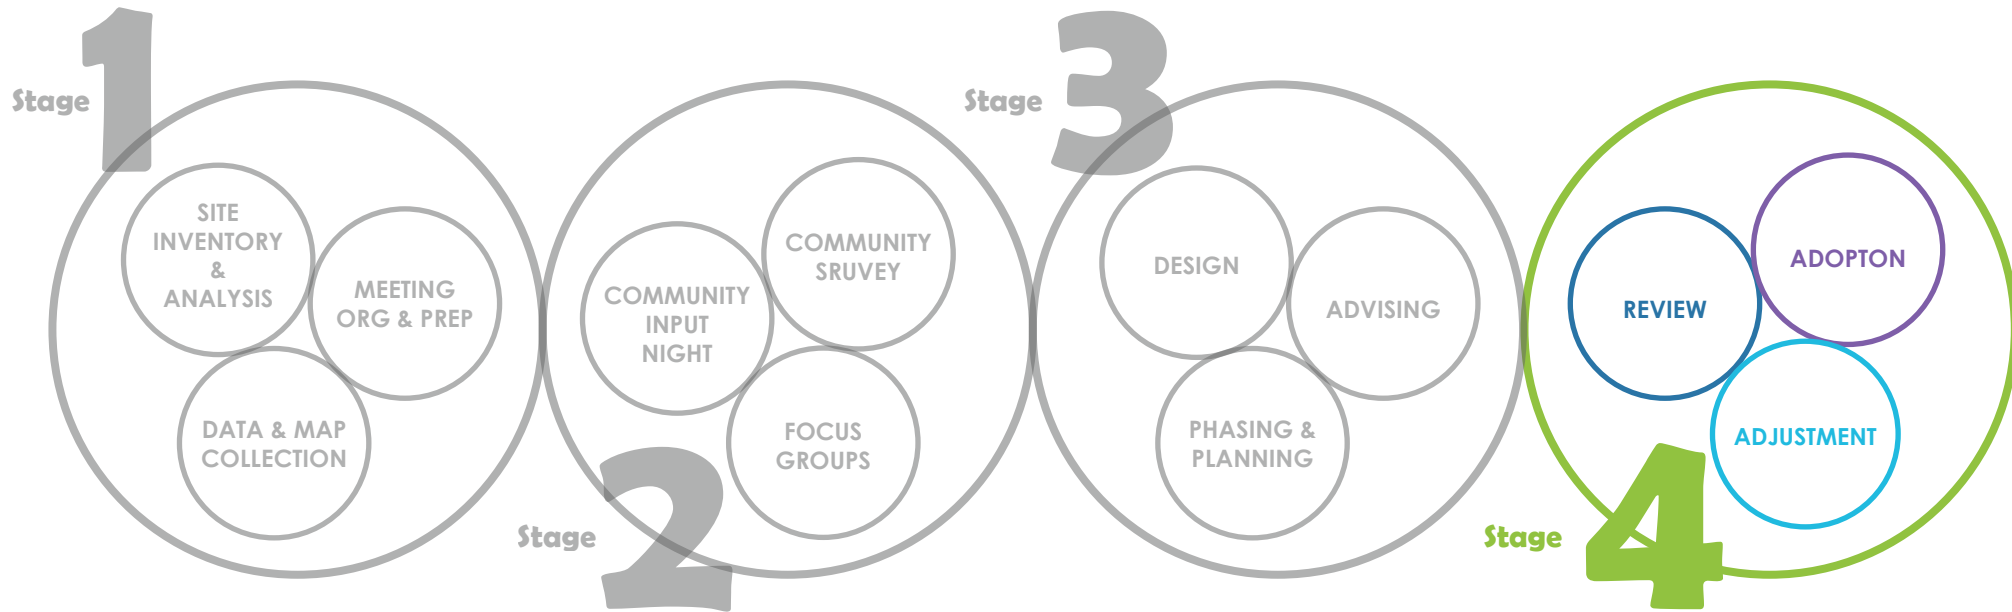 Stage 1
SITE
INVENTORY
&
ANALYSIS
MEETING
ORG & PREP
DATA & MAP
COLLECTION
Stage 2
COMMUNITY
INPUT
NIGHT
COMMUNITY
SRUVEY
FOCUS
GROUPS
Stage 3
DESIGN
ADVISING
PHASING &
PLANNING
Stage 4
REVIEW
ADOPTON
ADJUSTMENT